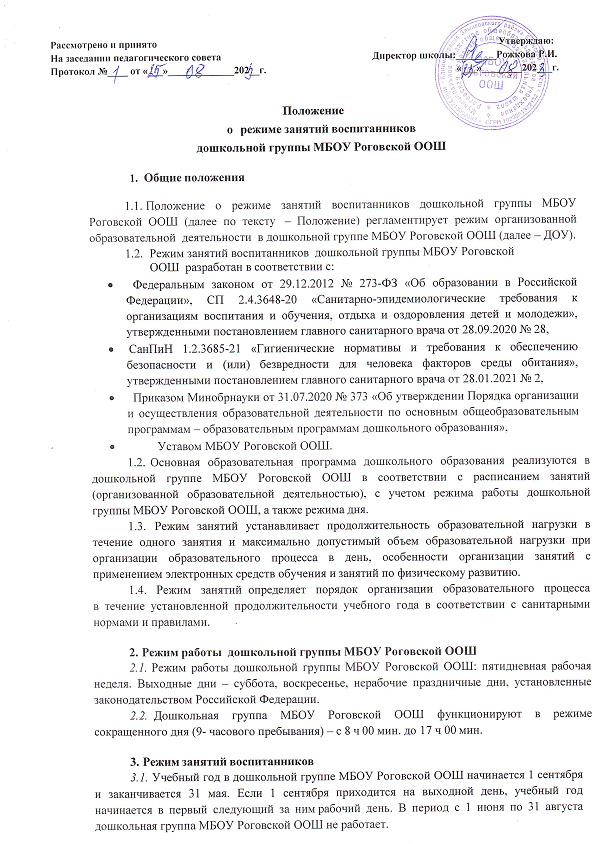 Рассмотрено и принято
На заседании педагогического совета
Протокол № 1 от « » 08 202 г.
Утверждаю:
Директор школы: Рожкова Р.И.
« » 08 202 г.
ООШ
Положение
о режиме занятий воспитанников
дошкольной группы МБОУ Роговской ООШ
1. Общие положения
1.1. Положение о режиме занятий воспитанников дошкольной группы МБОУ
Роговской ООШ (далее по тексту – Положение) регламентирует режим организованной
образовательной деятельности в дошкольной группе МБОУ Роговской ООШ (далее – ДОУ).
1.2. Режим занятий воспитанников дошкольной группы МБОУ Роговской
ООШ разработан в соответствии с:
• Федеральным законом от 29.12.2012 № 273-ФЗ «Об образовании в Российской
Федерации», СП 2.4.3648-20 «Санитарно-эпидемиологические требования к
организациям воспитания и обучения, отдыха и оздоровления детей и молодежи»,
утвержденными постановлением главного санитарного врача от 28.09.2020 № 28,
• СанПиН 1.2.3685-21 «Гигиенические нормативы и требования к обеспечению
безопасности и (или) безвредности для человека факторов среды обитания»,
утвержденными постановлением главного санитарного врача от 28.01.2021 № 2,
• Приказом Минобрнауки от 31.07.2020 № 373 «Об утверждении Порядка организации
и осуществления образовательной деятельности по основным общеобразовательным
программам – образовательным программам дошкольного образования».
• Уставом МБОУ Роговской ООШ.
1.2. Основная образовательная программа дошкольного образования реализуются в
дошкольной группе МБОУ Роговской ООШ в соответствии с расписанием занятий
(организованной образовательной деятельностью), с учетом режима работы дошкольной
группы МБОУ Роговской ООШ, а также режима дня.
1.3. Режим занятий устанавливает продолжительность образовательной нагрузки в
течение одного занятия и максимально допустимый объем образовательной нагрузки при
организации образовательного процесса в день, особенности организации занятий с
применением электронных средств обучения и занятий по физическому развитию.
1.4. Режим занятий определяет порядок организации образовательного процесса
в течение установленной продолжительности учебного года в соответствии с санитарными
нормами и правилами.
2. Режим работы дошкольной группы МБОУ Роговской ООШ
2.1. Режим работы дошкольной группы МБОУ Роговской ООШ: пятидневная рабочая
неделя. Выходные дни – суббота, воскресенье, нерабочие праздничные дни, установленные
законодательством Российской Федерации.
2.2. Дошкольная группа МБОУ Роговской ООШ функционируют в режиме
сокращенного дня (9- часового пребывания) – с 8 ч 00 мин. до 17 ч 00 мин.
3. Режим занятий воспитанников
3.1. Учебный год в дошкольной группе МБОУ Роговской ООШ начинается 1 сентября
и заканчивается 31 мая. Если 1 сентября приходится на выходной день, учебный год
начинается в первый следующий за ним рабочий день. В период с 1 июня по 31 августа
дошкольная группа МБОУ Роговской ООШ не работает.